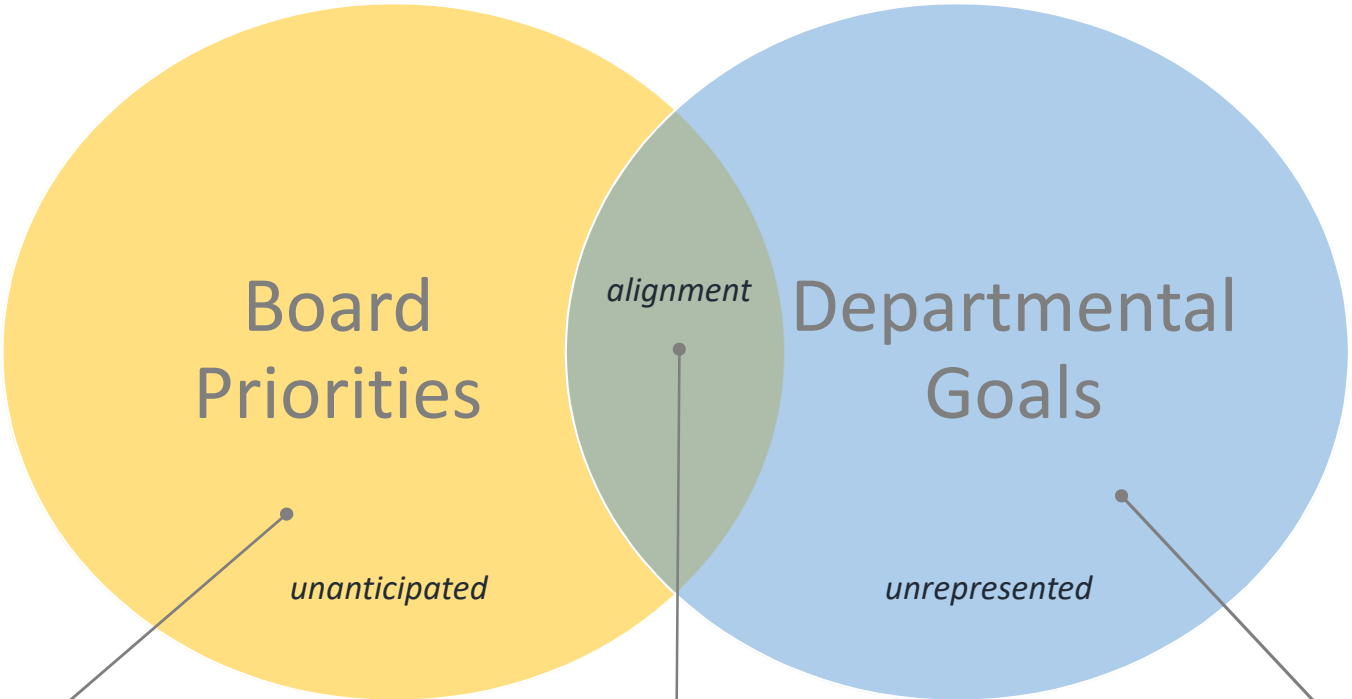 Board
Priorities
alignment
Departmental
Goals
unanticipated
unrepresented